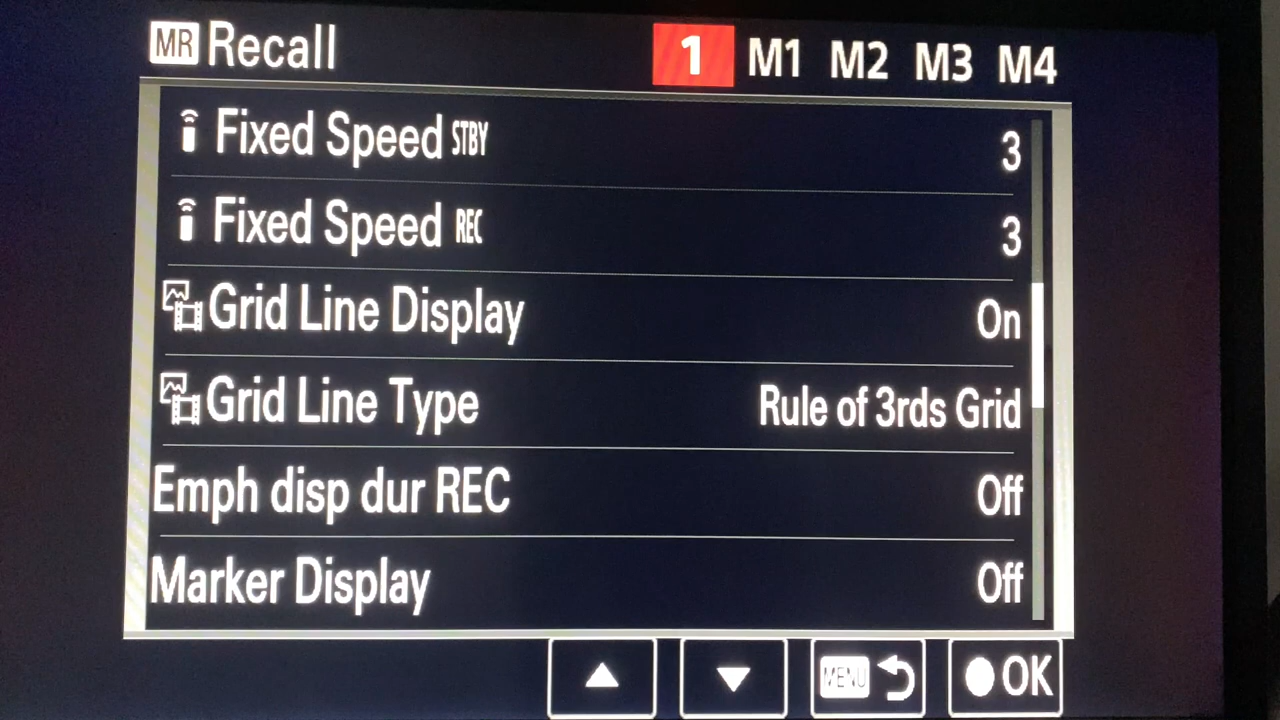 MR Recall 1 M1 M2 M3 M4
Fixed Speed STBY 3
Fixed Speed REC 3
Grid Line Display On
Grid Line Type Rule of 3rds Grid
Emph disp dur REC Off
Marker Display Off
MENU OK